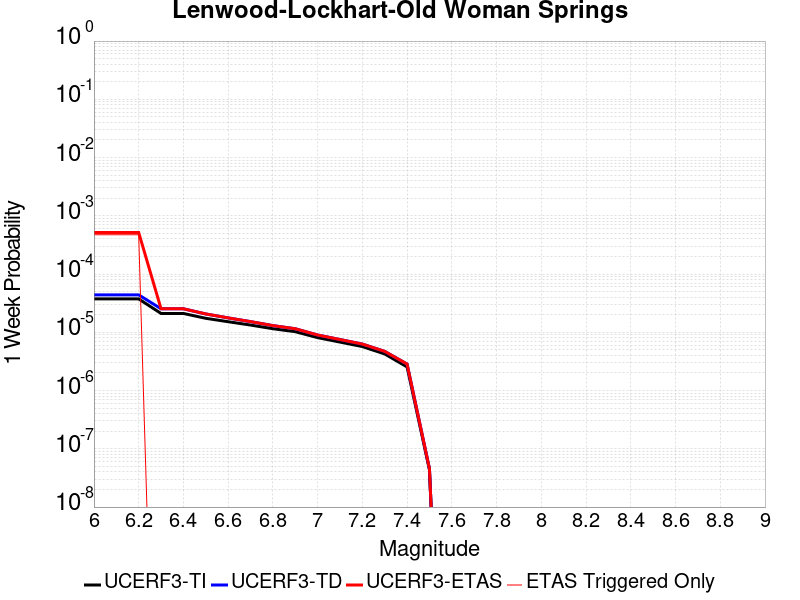 Lenwood-Lockhart-Old Woman Springs
1 Week Probability
10^0
10^-1
10^-2
10^-3
10^-4
10^-5
10^-6
10^-7
10^-8
6 6.2 6.4 6.6 6.8 7 7.2 7.4 7.6 7.8 8 8.2 8.4 8.6 8.8 9
Magnitude
UCERF3-TI UCERF3-TD UCERF3-ETAS ETAS Triggered Only